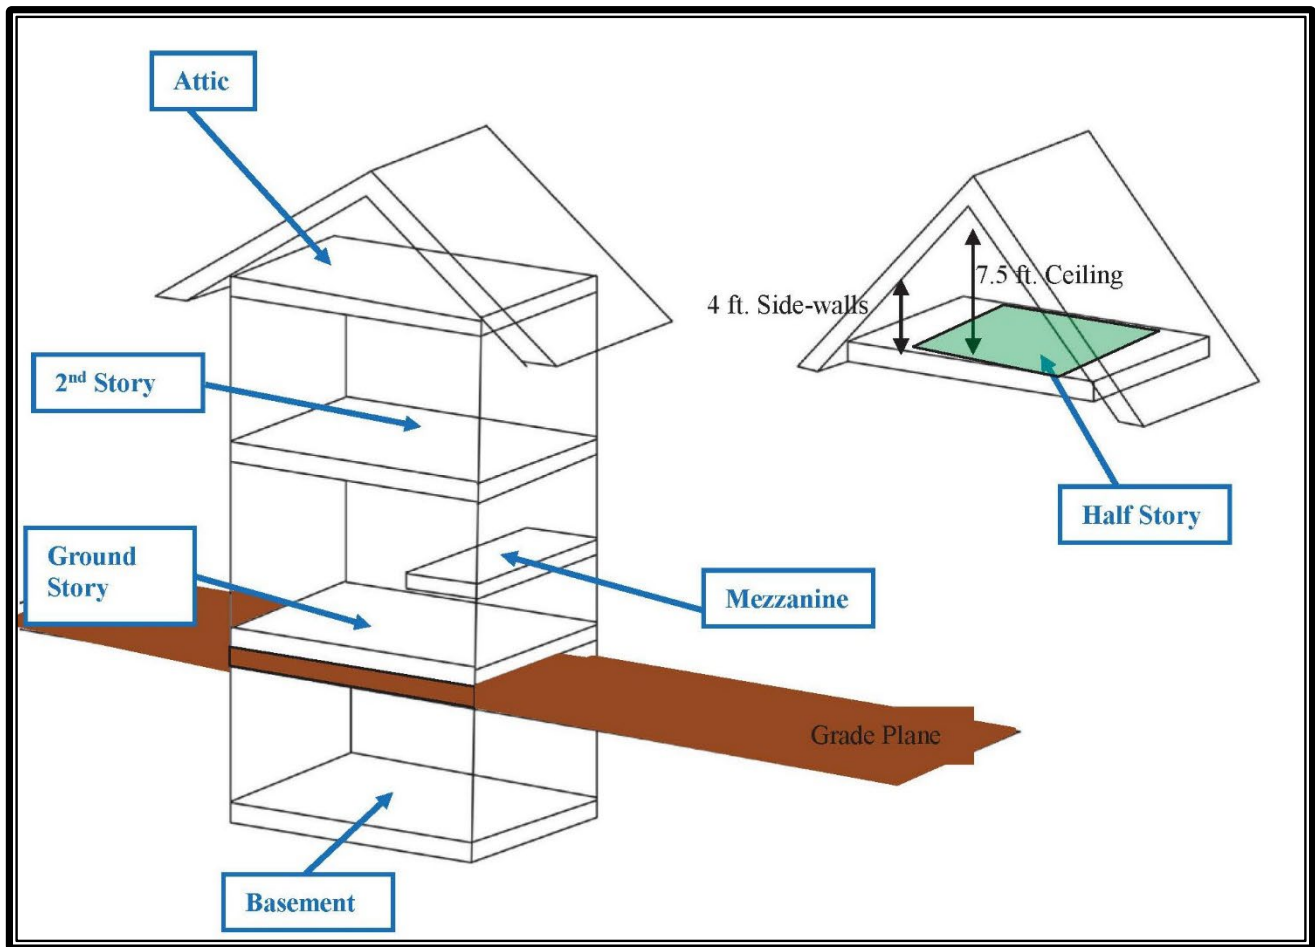 Attic
7.5 ft. Ceiling
4 ft. Side-walls
2nd Story
Half Story
Ground
Story
Mezzanine
Grade Plane
Basement